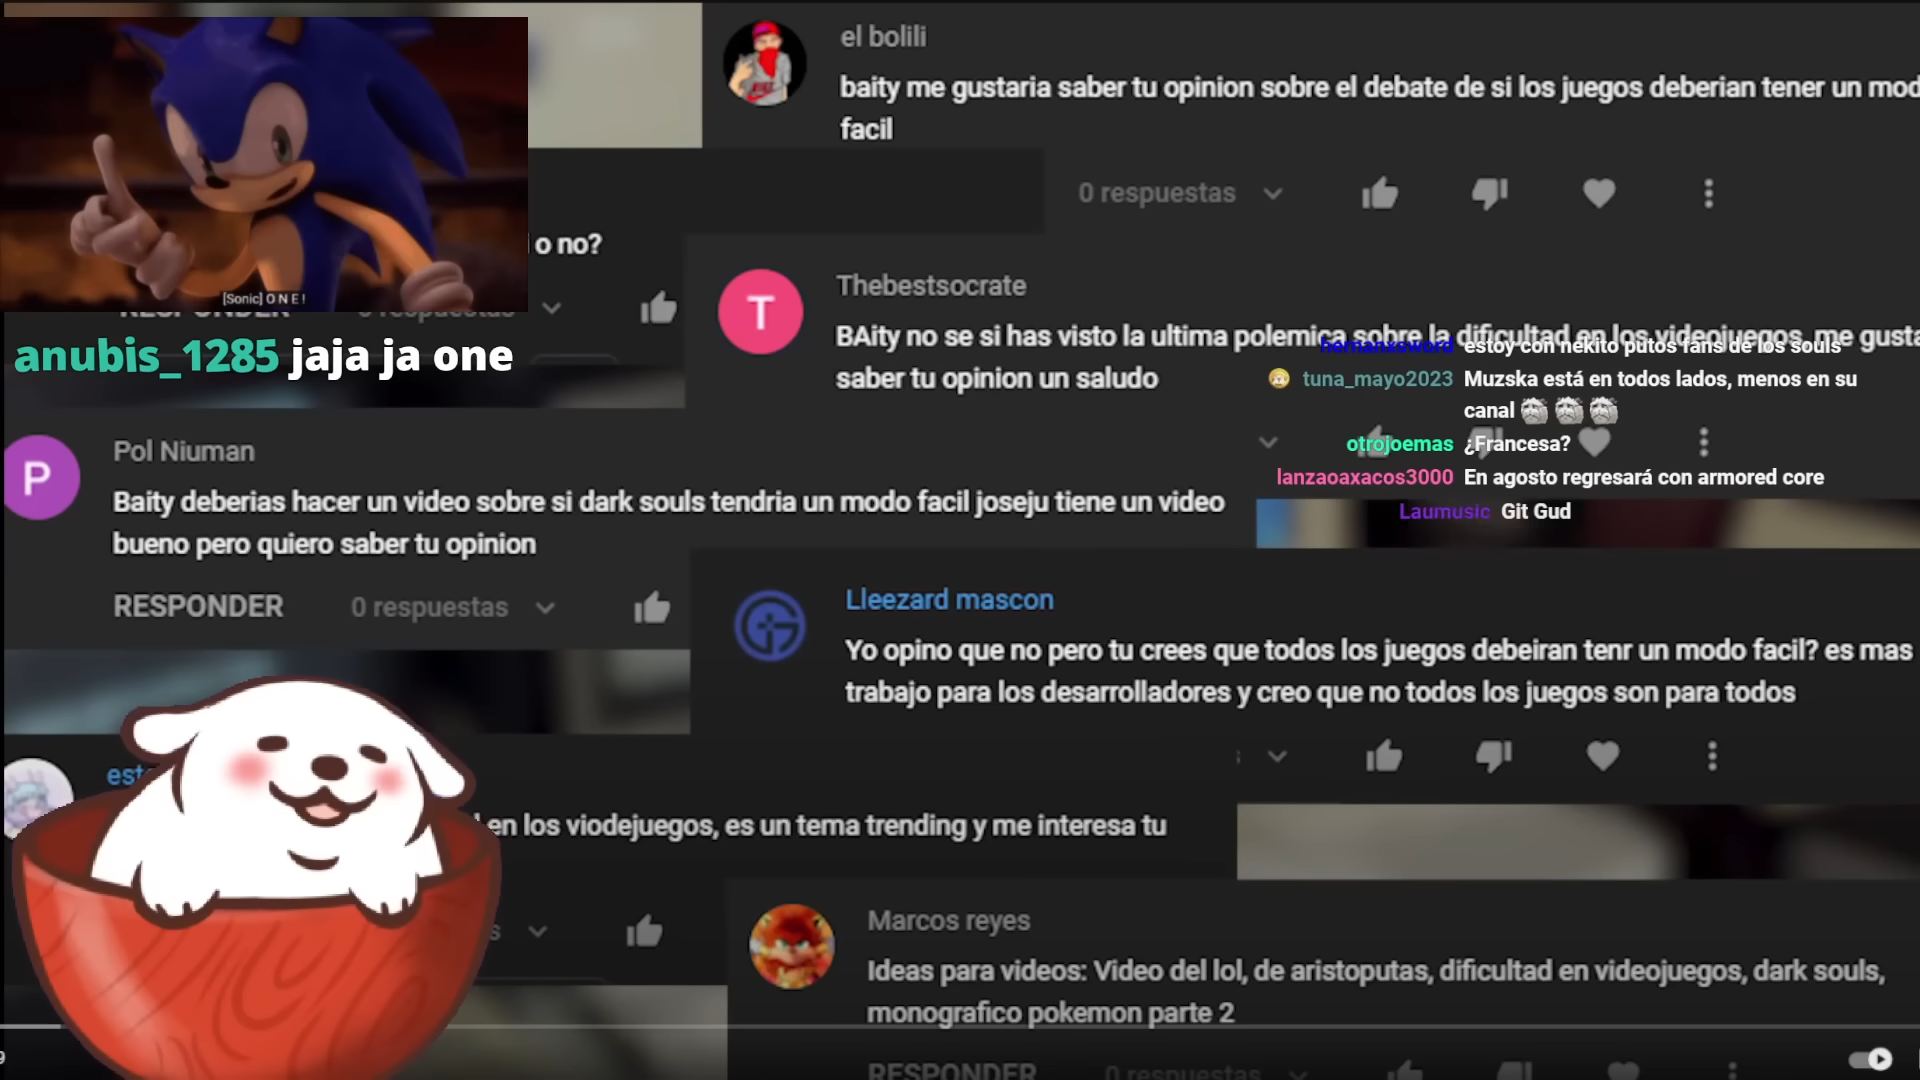 el bolili
baity me gustaria saber tu opinion sobre el debate de si los juegos deberian tener un mod
facil
0 respuestas
o no?
[Sonic] O N E !
RESPONDER
0 respuestas
anubis_1285 jaja ja one
Thebestsocrate
BAity no se si has visto la ultima polemica sobre la dificultad en los videojuegos, me gusta
saber tu opinion un saludo
hernanxsword estoy con nekito putos fans de los souls
tuna_mayo2023 Muzska está en todos lados, menos en su
canal
otrojoemas ¿Francesa?
lanzaoaxacos3000 En agosto regresará con armored core
Laumusic Git Gud
P
T
Pol Niuman
Baity deberias hacer un video sobre si dark souls tendria un modo facil joseju tiene un video
bueno pero quiero saber tu opinion
RESPONDER
0 respuestas
Lleezard mascon
Yo opino que no pero tu crees que todos los juegos debeiran tenr un modo facil? es mas
trabajo para los desarrolladores y creo que no todos los juegos son para todos
est
en los viodejuegos, es un tema trending y me interesa tu
s
Marcos reyes
Ideas para videos: Video del lol, de aristoputas, dificultad en videojuegos, dark souls,
monografico pokemon parte 2
RESPONDER
0 respuestas
9